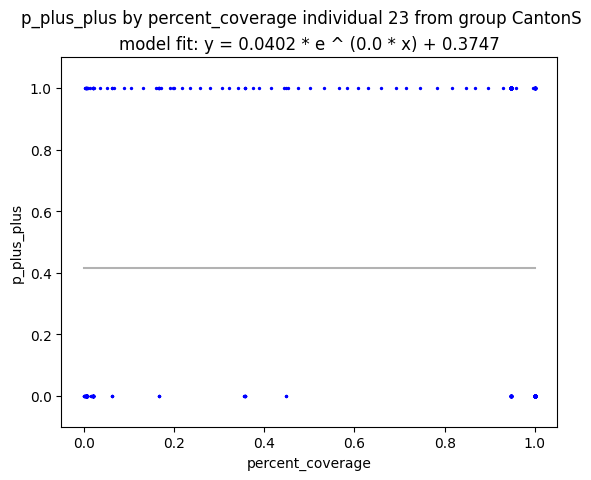 p_plus_plus by percent_coverage individual 23 from group CantonS
model fit: y = 0.0402 * e ^ (0.0 * x) + 0.3747
1.0
0.8
0.6
0.4
0.2
0.0
p_plus_plus
0.0 0.2 0.4 0.6 0.8 1.0
percent_coverage